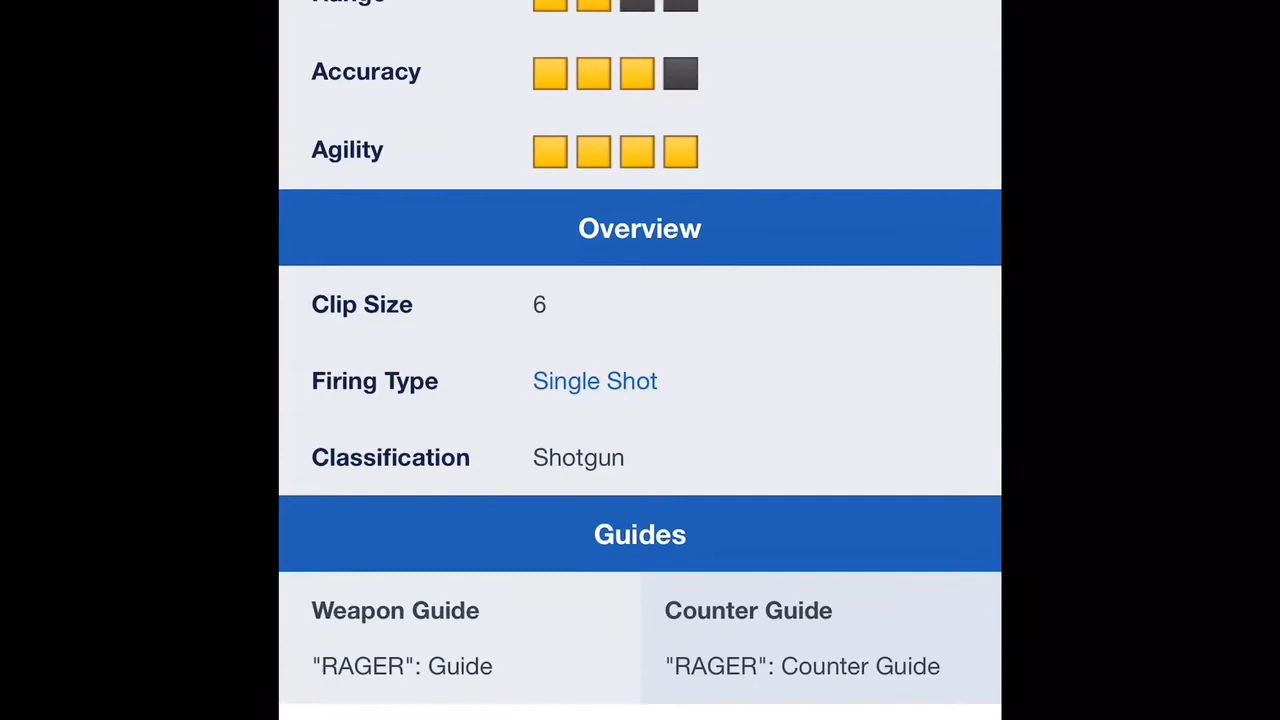 Range
Accuracy
Agility
Overview
Clip Size 6
Firing Type Single Shot
Classification Shotgun
Guides
Weapon Guide Counter Guide
"RAGER": Guide "RAGER": Counter Guide